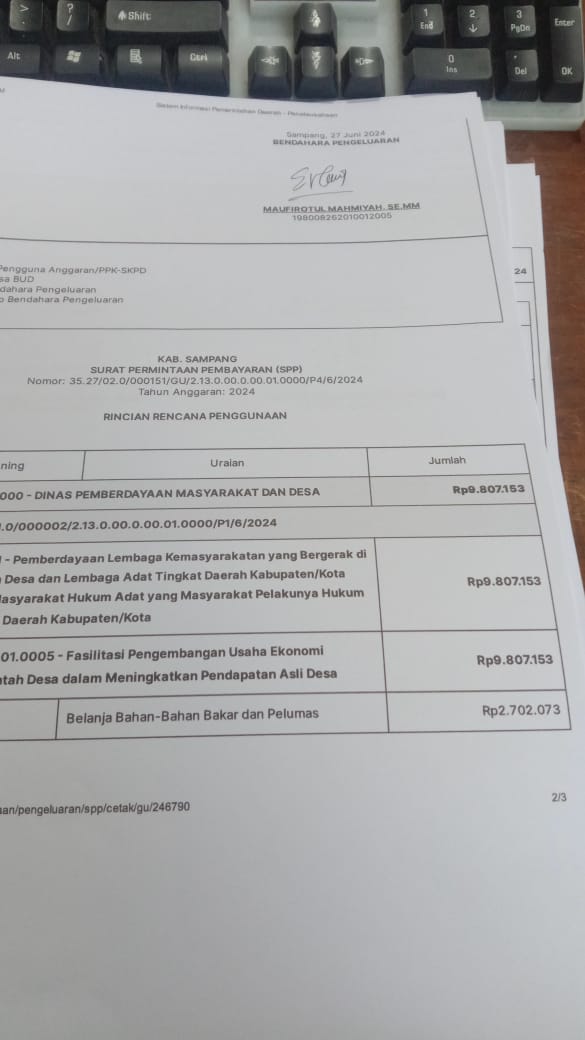 >
.
?
/
Shift
Alt
Ctrl
1
End
2
↓
3
PgDn
Enter
0
Ins
.
Del
OK
Sistem Informasi Pemerintahan Daerah - Penatausahaan
Sampang, 27 Juni 2024
BENDAHARA PENGELUARAN
MAUFIROTUL MAHMIYAH, SE,MM
198008262010012005
Pengguna Anggaran/PPK-SKPD
sa BUD
dahara Pengeluaran
Bendahara Pengeluaran
24
KAB. SAMPANG
SURAT PERMINTAAN PEMBAYARAN (SPP)
Nomor: 35.27/02.0/000151/GU/2.13.0.00.0.00.01.0000/P4/6/2024
Tahun Anggaran: 2024
RINCIAN RENCANA PENGGUNAAN
ning
Uraian
Jumlah
000 - DINAS PEMBERDAYAAN MASYARAKAT DAN DESA
Rp9.807.153
.0/000002/2.13.0.00.0.00.01.0000/P1/6/2024
- Pemberdayaan Lembaga Kemasyarakatan yang Bergerak di
Desa dan Lembaga Adat Tingkat Daerah Kabupaten/Kota
Masyarakat Hukum Adat yang Masyarakat Pelakunya Hukum
Daerah Kabupaten/Kota
Rp9.807.153
01.0005 - Fasilitasi Pengembangan Usaha Ekonomi
ntah Desa dalam Meningkatkan Pendapatan Asli Desa
Rp9.807.153
Belanja Bahan-Bahan Bakar dan Pelumas
Rp2.702.073
aan/pengeluaran/spp/cetak/gu/246790
2/3